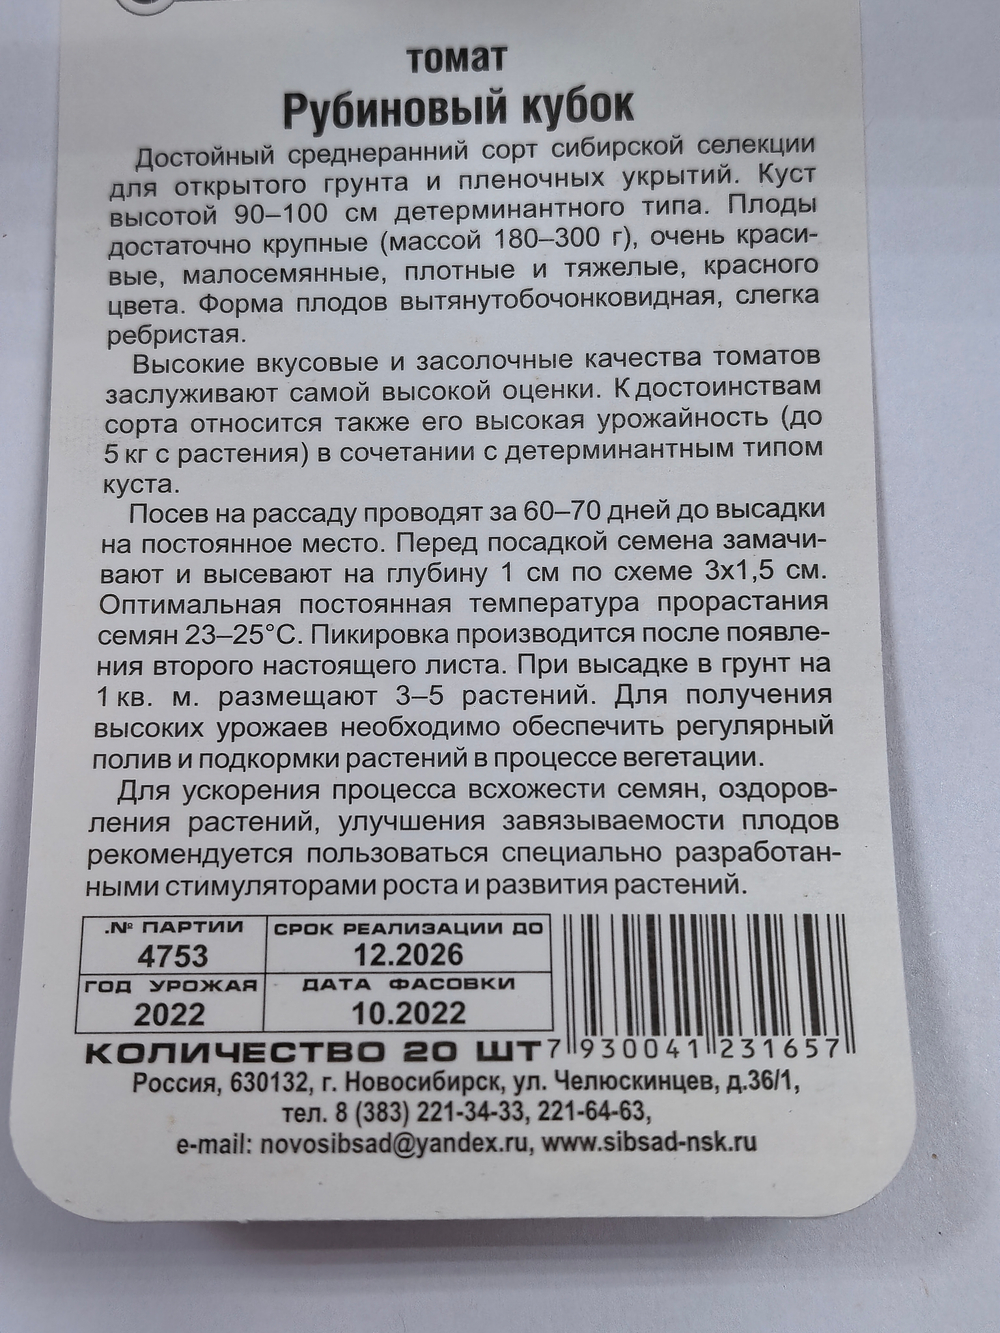 томат
Рубиновый кубок
Достойный среднеранний сорт сибирской селекции
для открытого грунта и пленочных укрытий. Куст
высотой 90–100 см детерминантного типа. Плоды
достаточно крупные (массой 180–300 г), очень краси-
вые, малосемянные, плотные и тяжелые, красного
цвета. Форма плодов вытянутобочонковидная, слегка
ребристая.
Высокие вкусовые и засолочные качества томатов
заслуживают самой высокой оценки. К достоинствам
сорта относится также его высокая урожайность (до
5 кг с растения) в сочетании с детерминантным типом
куста.
Посев на рассаду проводят за 60–70 дней до высадки
на постоянное место. Перед посадкой семена замачи-
вают и высевают на глубину 1 см по схеме 3х1,5 см.
Оптимальная постоянная температура прорастания
семян 23–25°С. Пикировка производится после появле-
ния второго настоящего листа. При высадке в грунт на
1 кв. м. размещают 3–5 растений. Для получения
высоких урожаев необходимо обеспечить регулярный
полив и подкормки растений в процессе вегетации.
Для ускорения процесса всхожести семян, оздоров-
ления растений, улучшения завязываемости плодов
рекомендуется пользоваться специально разработан-
ными стимуляторами роста и развития растений.
.№ ПАРТИИ СРОК РЕАЛИЗАЦИИ ДО
4753 12.2026
ГОД УРОЖАЯ ДАТА ФАСОВКИ
2022 10.2022
КОЛИЧЕСТВО 20 ШТ 7 930041 231657
Россия, 630132, г. Новосибирск, ул. Челюскинцев, д.36/1,
тел. 8 (383) 221-34-33, 221-64-63,
e-mail: novosibsad@yandex.ru, www.sibsad-nsk.ru